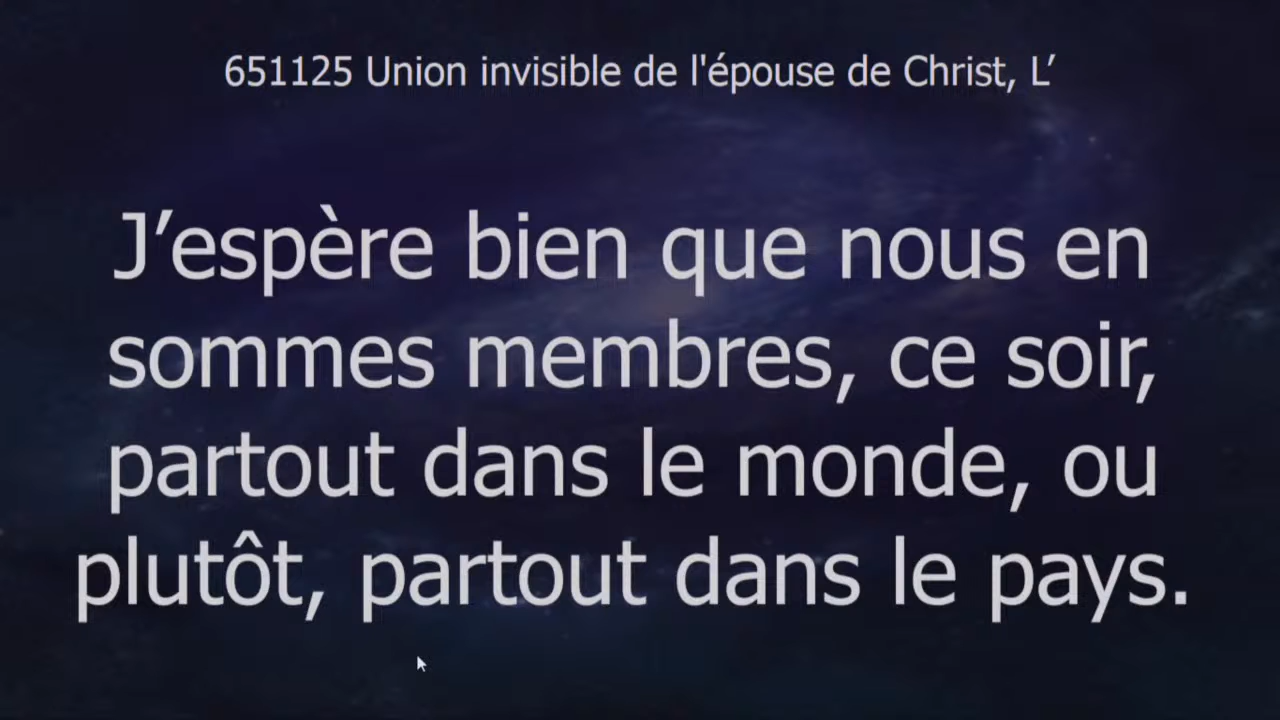 651125 Union invisible de l'épouse de Christ, L’
J’espère bien que nous en
sommes membres, ce soir,
partout dans le monde, ou
plutôt, partout dans le pays.